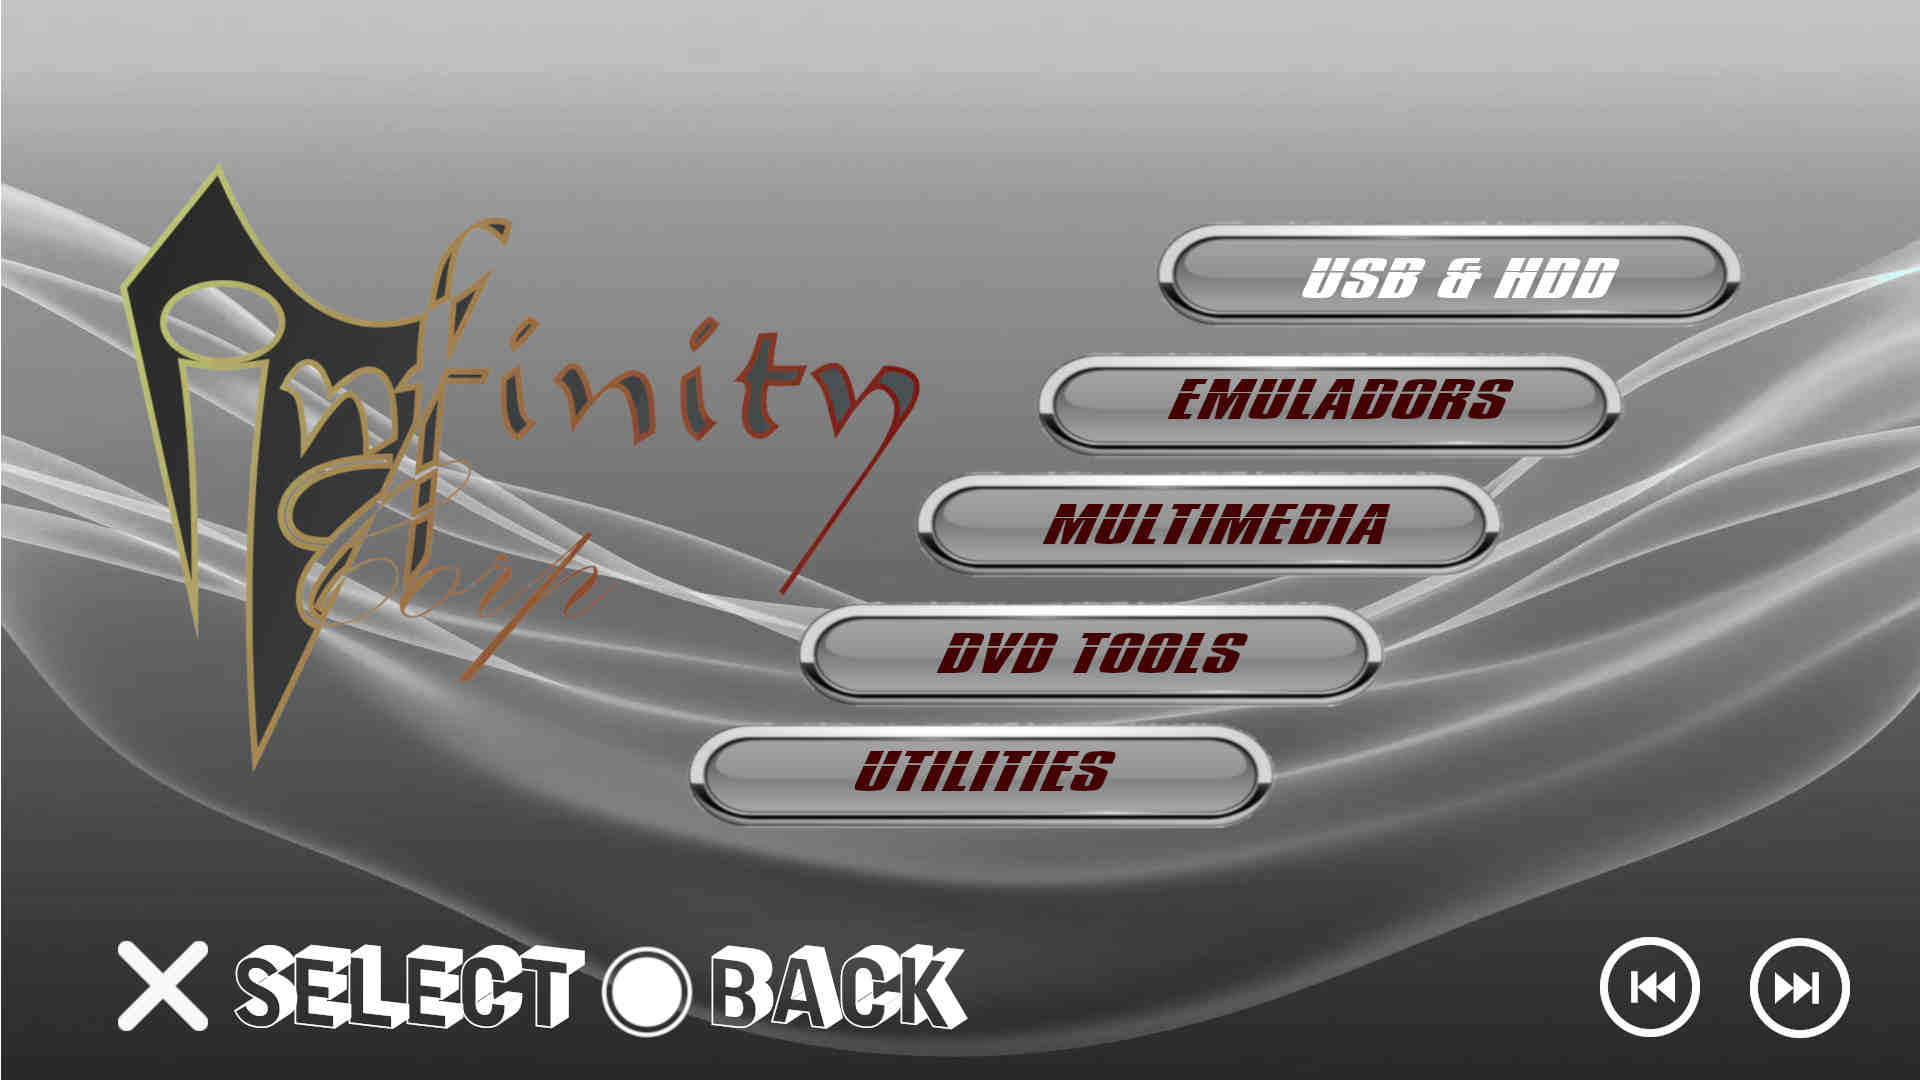 infinity
Corp
USB & HDD
EMULADORS
MULTIMEDIA
DVD TOOLS
UTILITIES
SELECT BACK